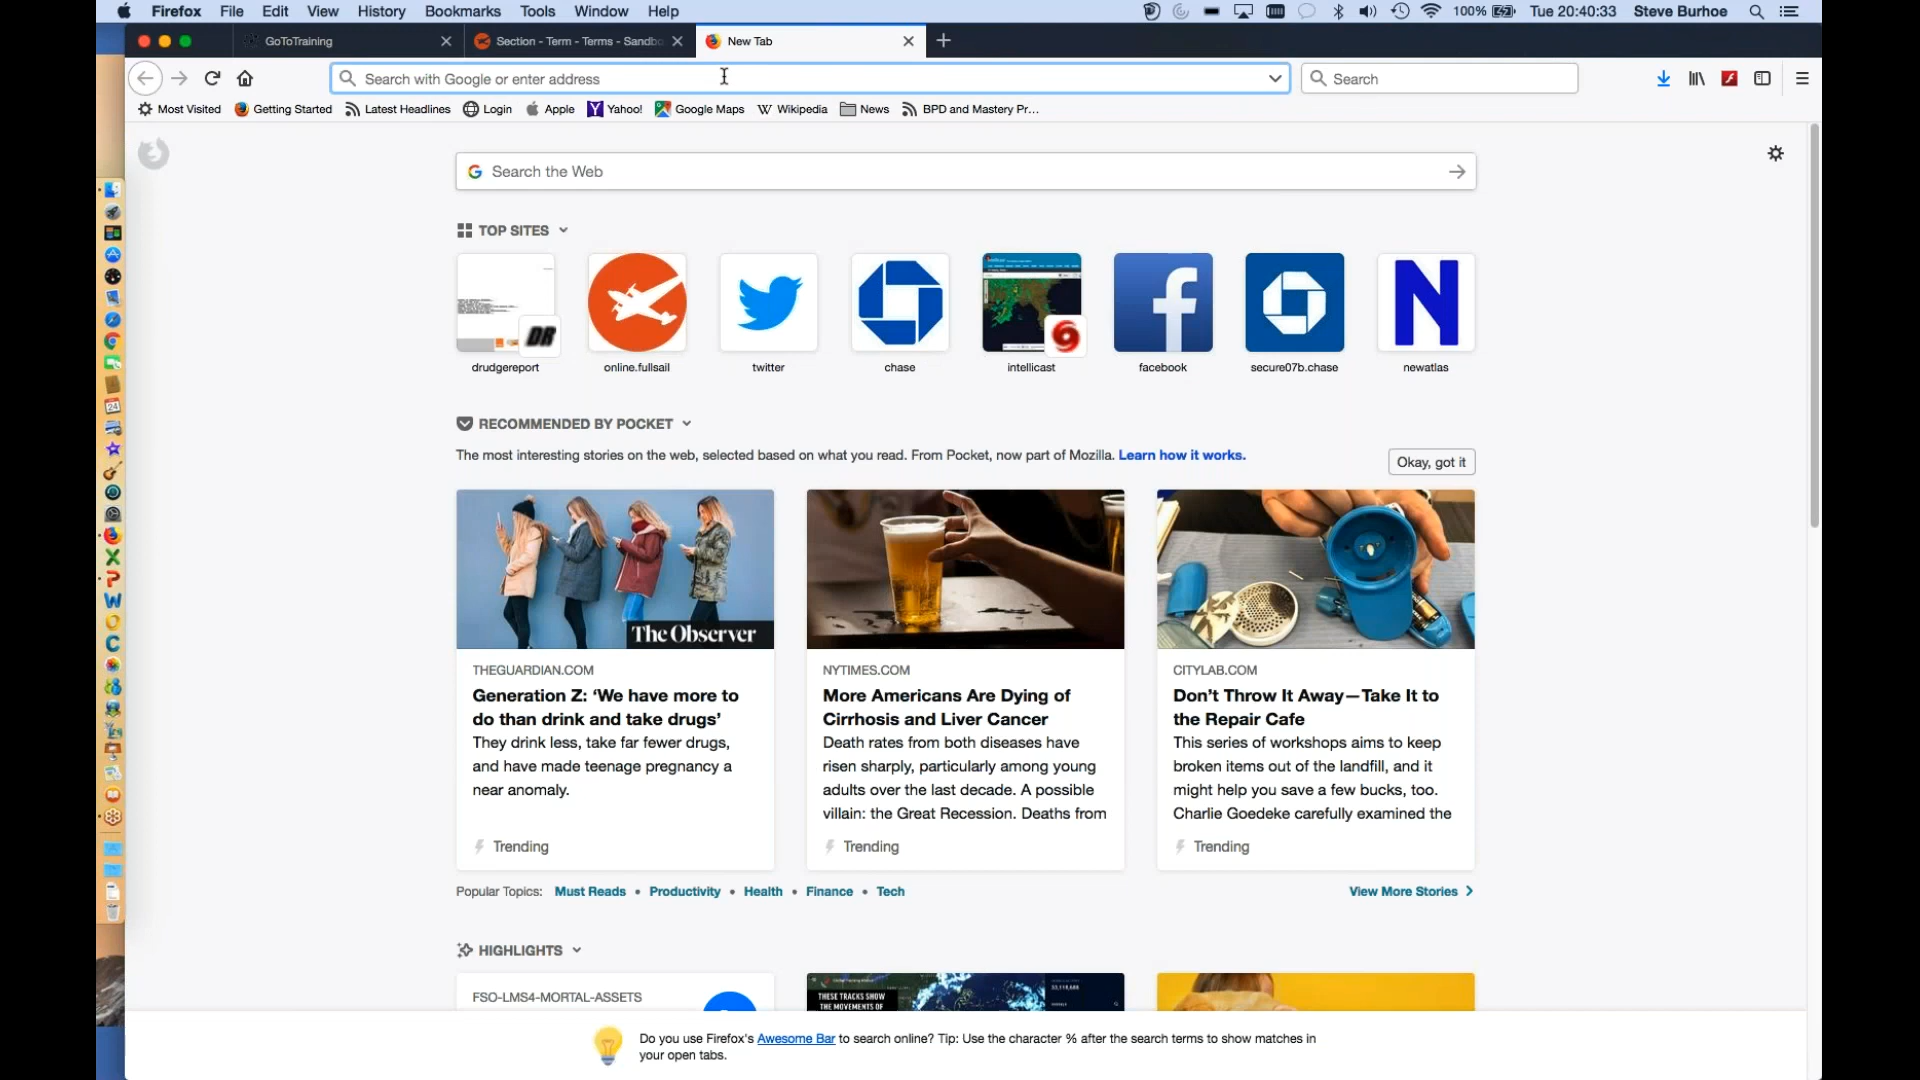 Firefox File Edit View History Bookmarks Tools Window Help 100% Tue 20:40:33 Steve Burhoe
GoToTraining Section - Term - Terms - Sandbo New Tab
Search with Google or enter address Search
Most Visited Getting Started Latest Headlines Login Apple Yahoo! Google Maps Wikipedia News BPD and Mastery Pr...
Search the Web
TOP SITES
DR
N
drudgereport online.fullsail twitter chase intellicast facebook secure07b.chase newatlas
RECOMMENDED BY POCKET
The most interesting stories on the web, selected based on what you read. From Pocket, now part of Mozilla. Learn how it works.
Okay, got it
The Observer
THEGUARDIAN.COM
Generation Z: ‘We have more to
do than drink and take drugs’
They drink less, take far fewer drugs,
and have made teenage pregnancy a
near anomaly.
Trending
NYTIMES.COM
More Americans Are Dying of
Cirrhosis and Liver Cancer
Death rates from both diseases have
risen sharply, particularly among young
adults over the last decade. A possible
villain: the Great Recession. Deaths from
Trending
CITYLAB.COM
Don’t Throw It Away—Take It to
the Repair Cafe
This series of workshops aims to keep
broken items out of the landfill, and it
might help you save a few bucks, too.
Charlie Goedeke carefully examined the
Trending
Popular Topics: Must Reads • Productivity • Health • Finance • Tech
View More Stories
HIGHLIGHTS
FSO-LMS4-MORTAL-ASSETS
THESE TRACKS SHOW
THE MOVEMENTS OF
Do you use Firefox's Awesome Bar to search online? Tip: Use the character % after the search terms to show matches in
your open tabs.